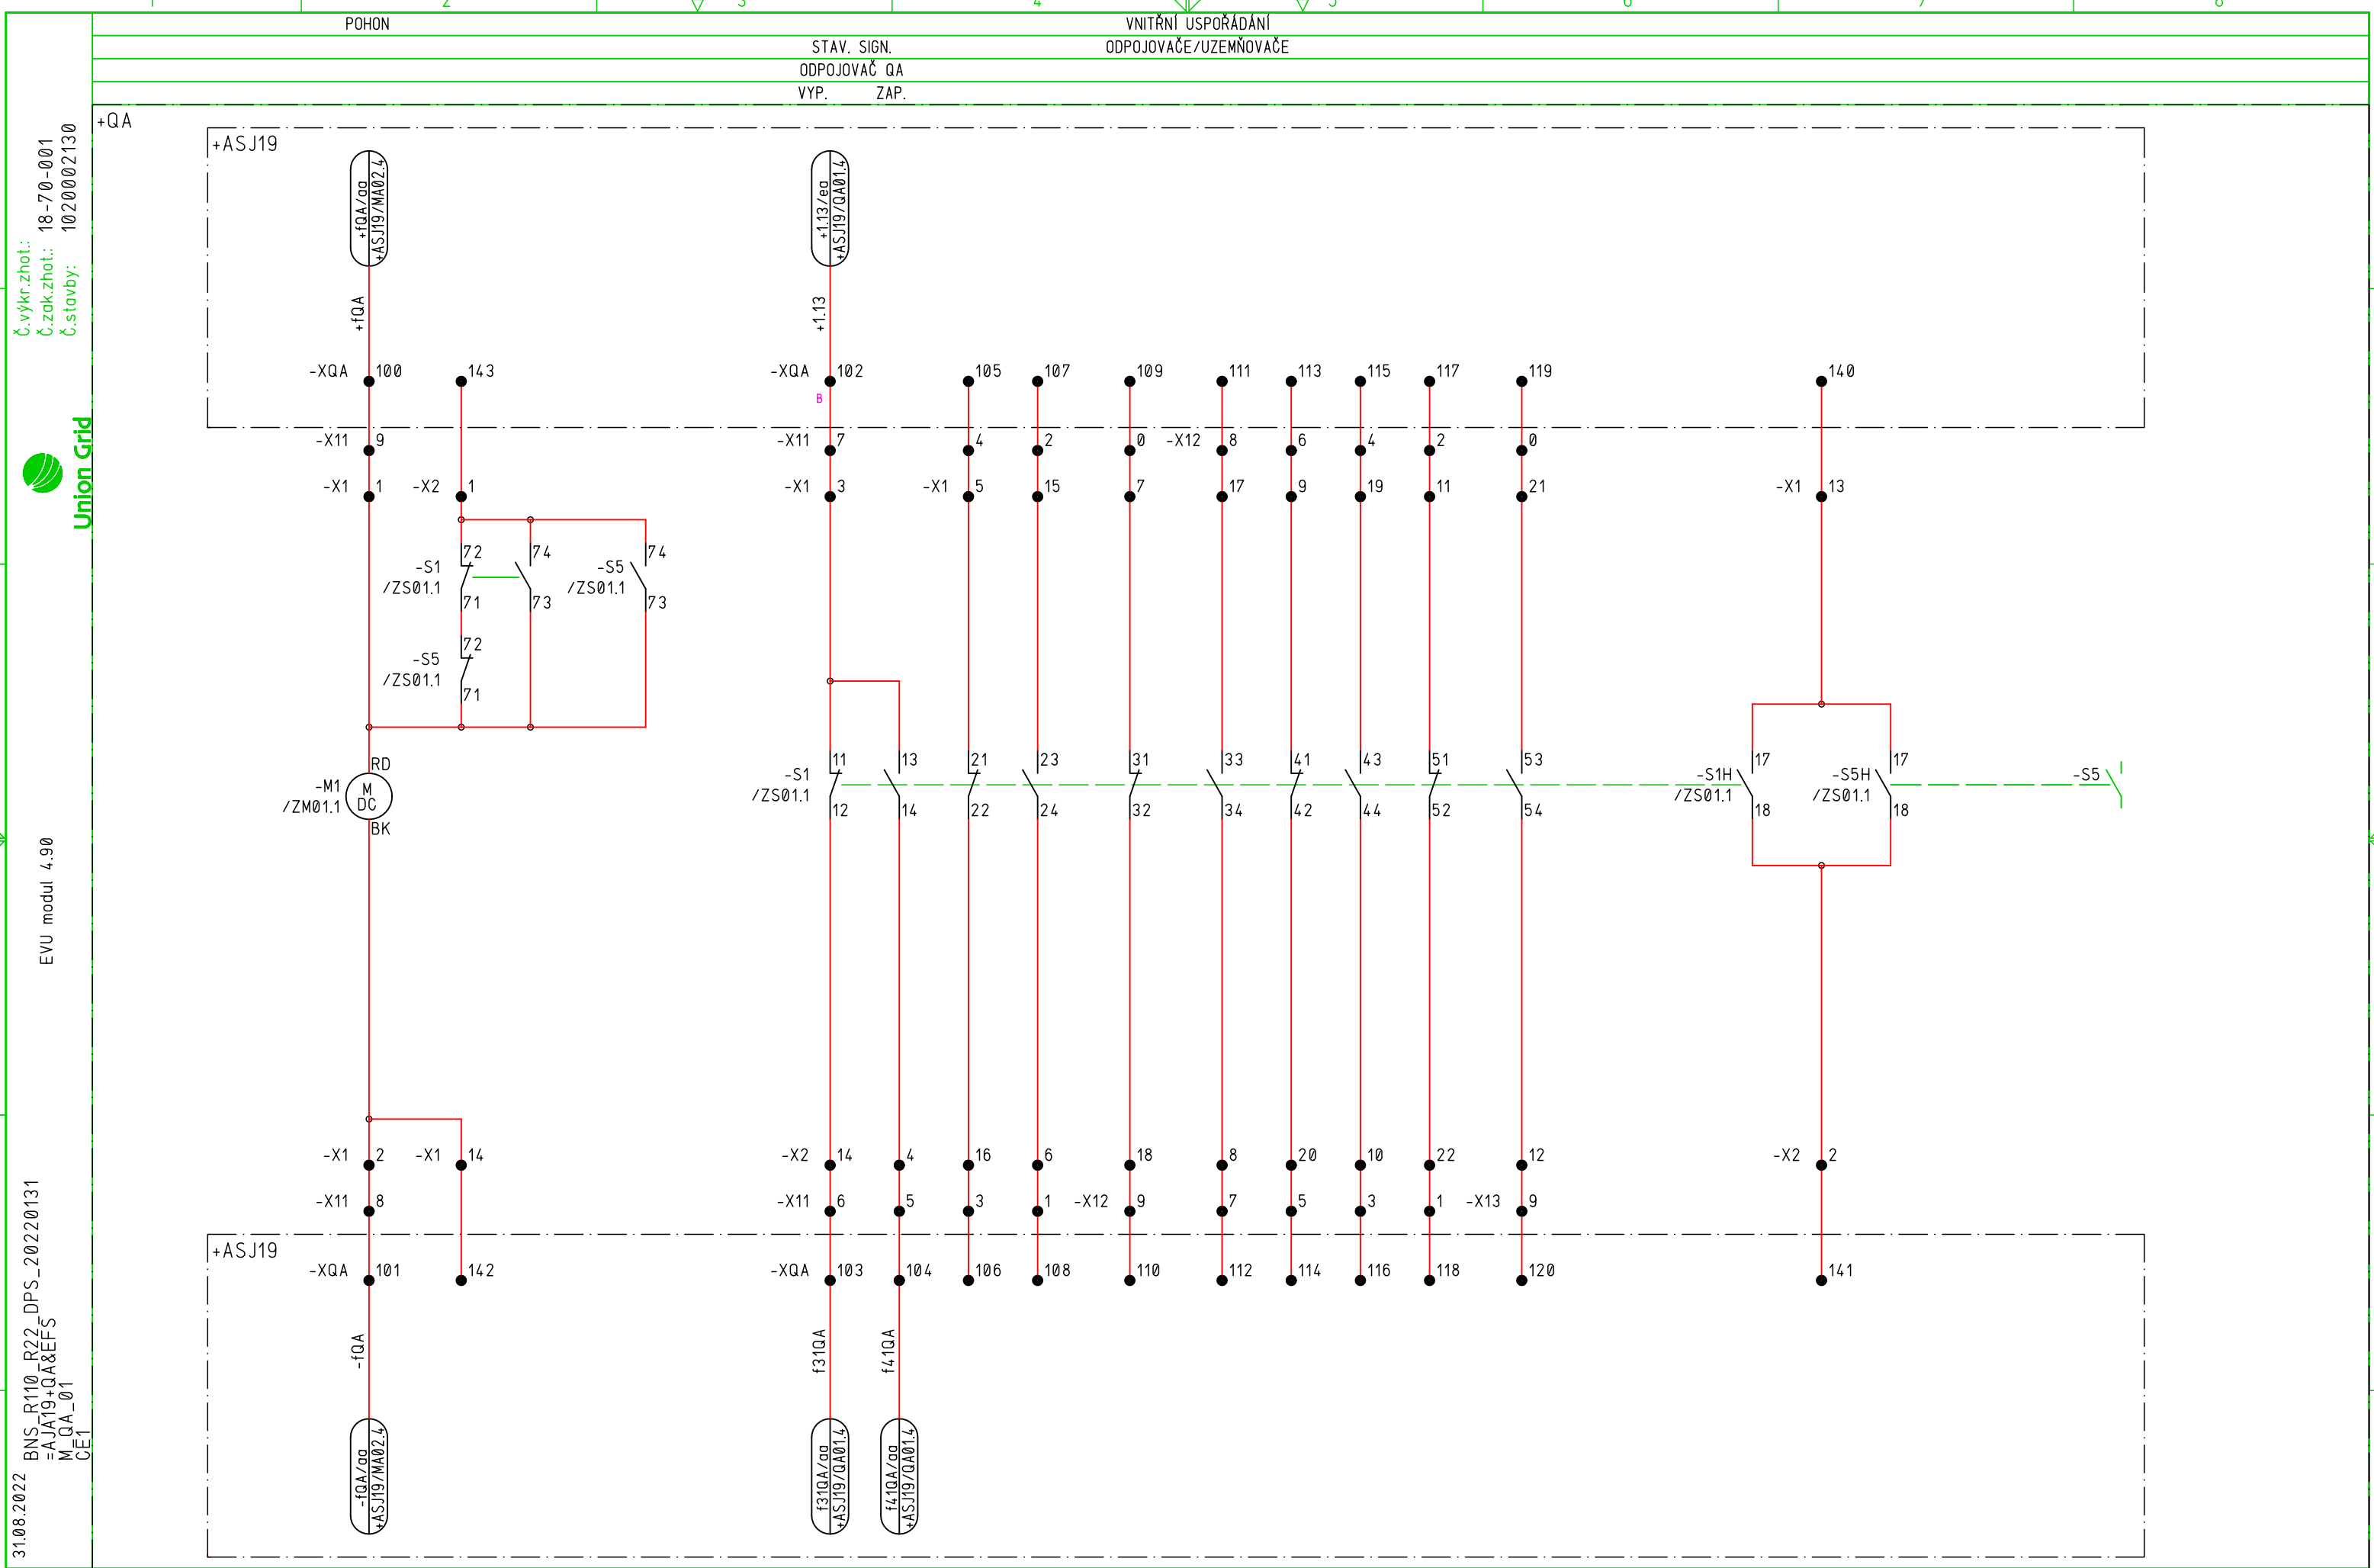 1 2 3 4 5 6 7 8
POHON VNITŘNÍ USPOŘÁDÁNÍ
STAV. SIGN. ODPOJOVAČE/UZEMŇOVAČE
ODPOJOVAČ QA
VYP. ZAP.
+QA
+ASJ19
+fQA/aa
+ASJ19/MA02.4
+1.13/ea
+ASJ19/QA01.4
+fQA
+1.13
-XQA 100 143 -XQA 102 105 107 109 111 113 115 117 119 140
B
-X11 9 -X11 7 4 2 0 -X12 8 6 4 2 0
-X1 1 -X2 1 -X1 3 -X1 5 15 7 17 9 19 11 21 -X1 13
72 74 74
-S1 -S5
/ZS01.1 /ZS01.1
71 73 73
72
-S5
/ZS01.1
71
RD
-M1
/ZM01.1
M
DC
BK
11 13 21 23 31 33 41 43 51 53 17 17
-S1 -S1H -S5H -S5
/ZS01.1 /ZS01.1 /ZS01.1
12 14 22 24 32 34 42 44 52 54 18 18
-X1 2 -X1 14 -X2 14 4 16 6 18 8 20 10 22 12 -X2 2
-X11 8 -X11 6 5 3 1 -X12 9 7 5 3 1 -X13 9
+ASJ19
-XQA 101 142 -XQA 103 104 106 108 110 112 114 116 118 120 141
-fQA
f31QA
f41QA
-fQA/aa
+ASJ19/MA02.4
f31QA/aa
+ASJ19/QA01.4
f41QA/aa
+ASJ19/QA01.4
Č.výkr.zhot.:
Č.zak.zhot.: 18-70-001
Č.stavby: 1020002130
Union Grid
EVU modul 4.90
31.08.2022
BNS_R110_R22_DPS_20220131
=AJA19+QA&EFS
M_QA_01
CE1